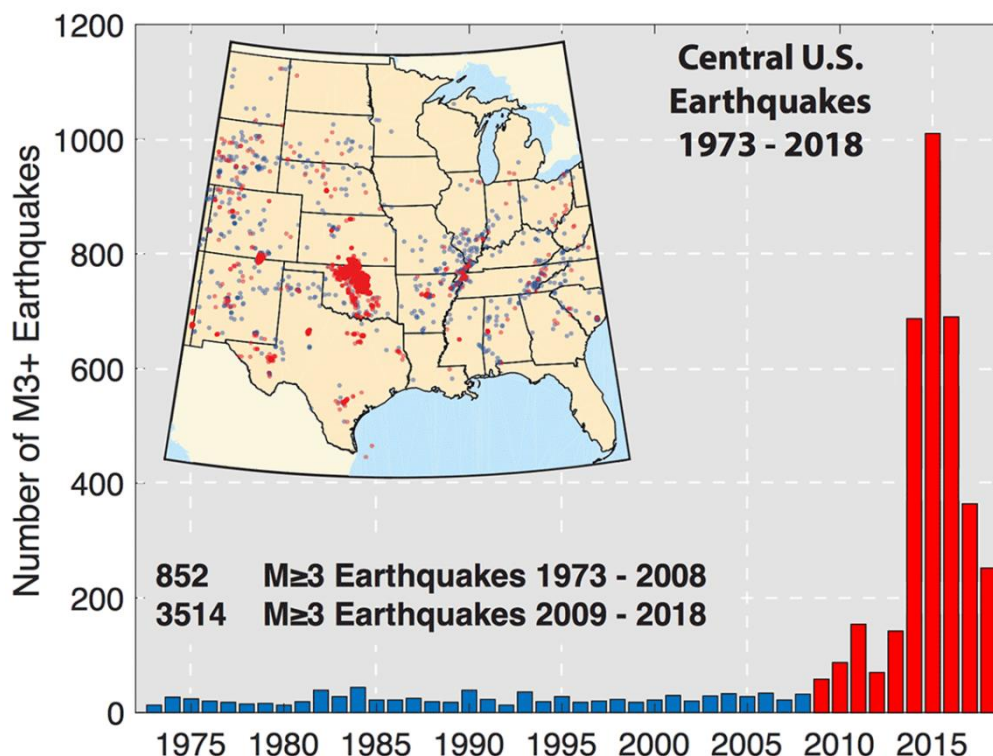 1200
1000
800
600
400
200
0
Number of M3+ Earthquakes
Central U.S.
Earthquakes
1973 - 2018
852 M≥3 Earthquakes 1973 - 2008
3514 M≥3 Earthquakes 2009 - 2018
1975 1980 1985 1990 1995 2000 2005 2010 2015